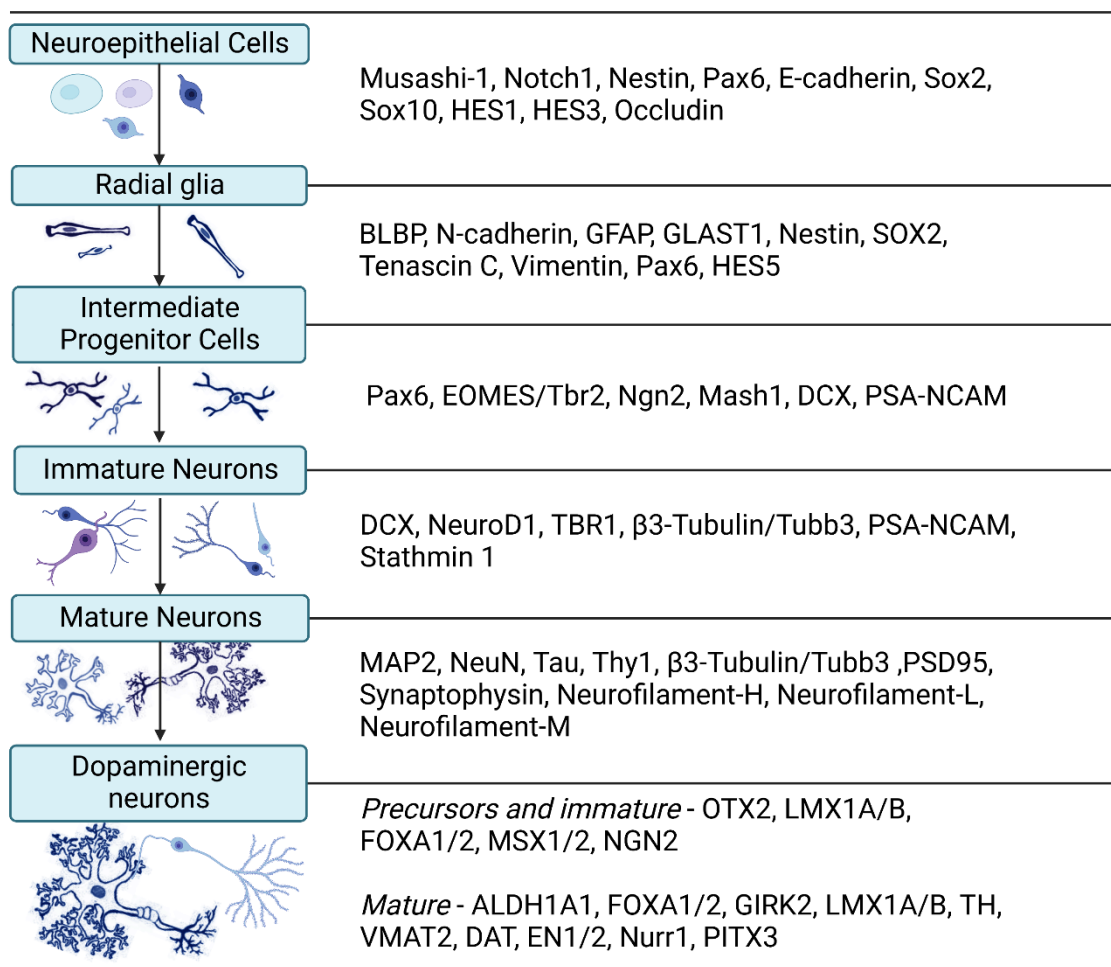 Neuroepithelial Cells
Musashi-1, Notch1, Nestin, Pax6, E-cadherin, Sox2,
Sox10, HES1, HES3, Occludin
Radial glia
BLBP, N-cadherin, GFAP, GLAST1, Nestin, SOX2,
Tenascin C, Vimentin, Pax6, HES5
Intermediate
Progenitor Cells
Pax6, EOMES/Tbr2, Ngn2, Mash1, DCX, PSA-NCAM
Immature Neurons
DCX, NeuroD1, TBR1, β3-Tubulin/Tubb3, PSA-NCAM,
Stathmin 1
Mature Neurons
MAP2, NeuN, Tau, Thy1, β3-Tubulin/Tubb3 ,PSD95,
Synaptophysin, Neurofilament-H, Neurofilament-L,
Neurofilament-M
Dopaminergic
neurons
Precursors and immature - OTX2, LMX1A/B,
FOXA1/2, MSX1/2, NGN2
Mature - ALDH1A1, FOXA1/2, GIRK2, LMX1A/B, TH,
VMAT2, DAT, EN1/2, Nurr1, PITX3